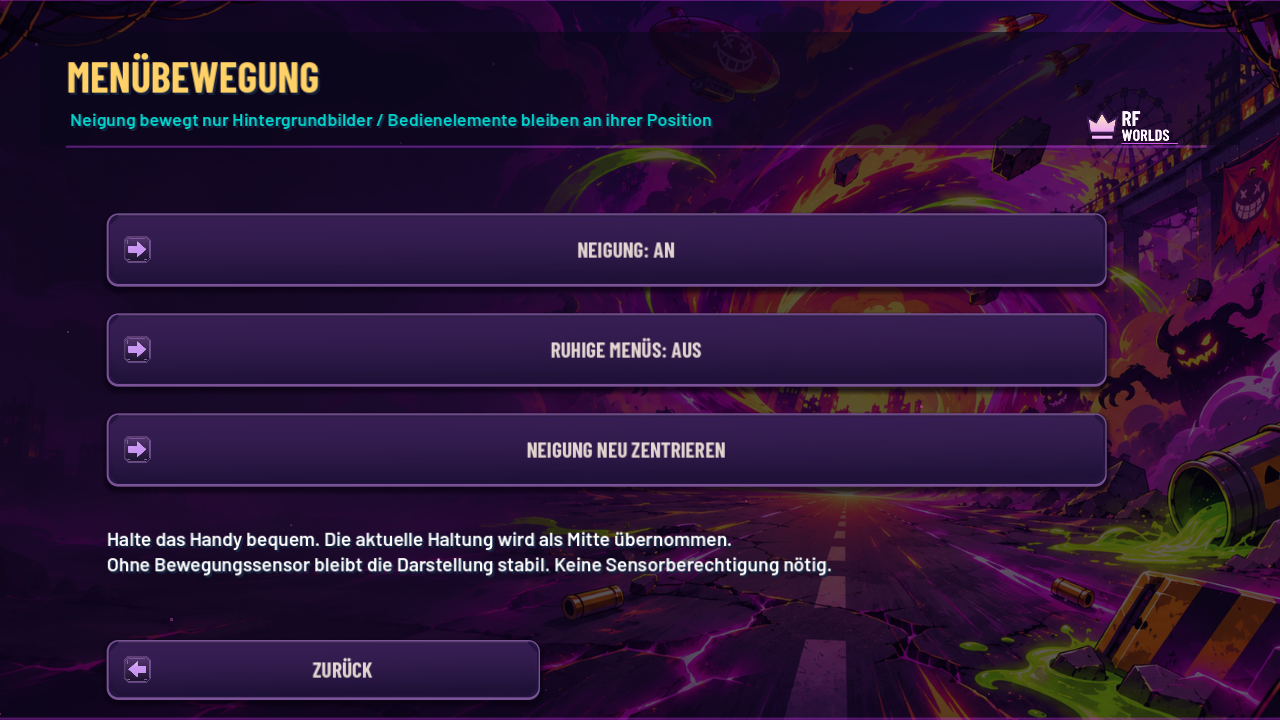 MENÜBEWEGUNG
Neigung bewegt nur Hintergrundbilder / Bedienelemente bleiben an ihrer Position
RF
WORLDS
NEIGUNG: AN
RUHIGE MENÜS: AUS
NEIGUNG NEU ZENTRIEREN
Halte das Handy bequem. Die aktuelle Haltung wird als Mitte übernommen.
Ohne Bewegungssensor bleibt die Darstellung stabil. Keine Sensorberechtigung nötig.
ZURÜCK